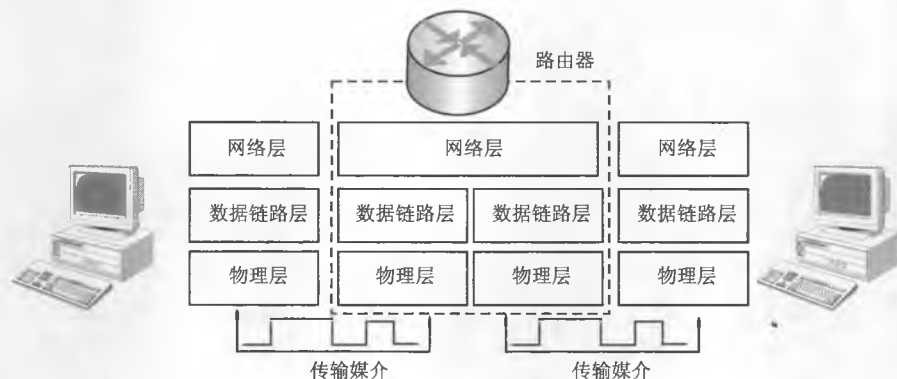 路由器
网络层 网络层 网络层
数据链路层 数据链路层 数据链路层 数据链路层
物理层 物理层 物理层 物理层
传输媒介 传输媒介